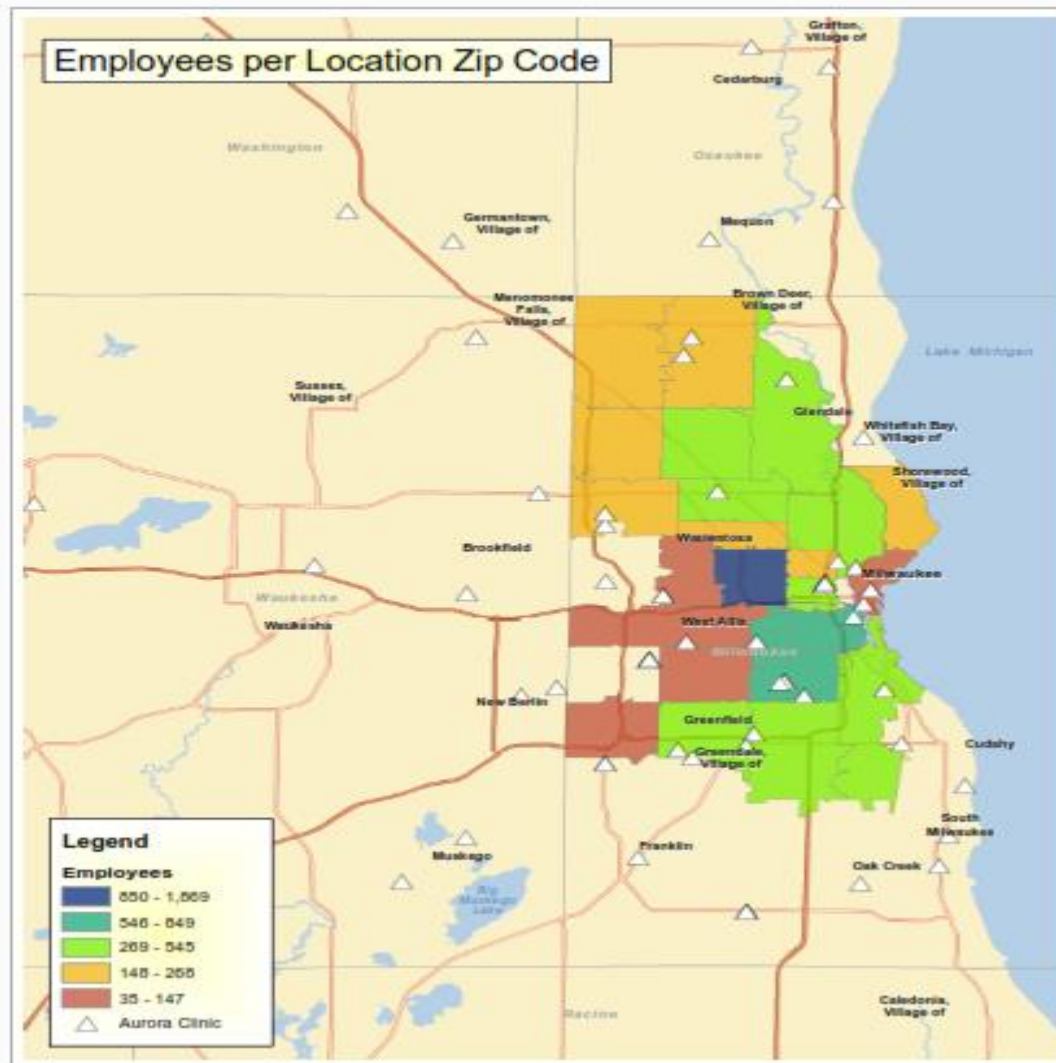 Employees per Location Zip Code
Grafton,
Village of
Cedarburg
Washington
Ozaukee
Germantown,
Village of
Mequon
Menomonee
Falls,
Village of
Brown Deer,
Village of
Lake Michigan
Sussex,
Village of
Glendale
Whitefish Bay,
Village of
Shorewood,
Village of
Wauwatosa
Brookfield
Milwaukee
Waukesha
Waukesha
West Allis
Milwaukee
New Berlin
Greenfield
Greendale,
Village of
Cudahy
South
Milwaukee
Franklin
Muskego
Oak Creek
Big
Muskego
Lake
Racine
Caledonia,
Village of
Legend
Employees
850 - 1,869
546 - 849
269 - 545
148 - 268
35 - 147
Aurora Clinic